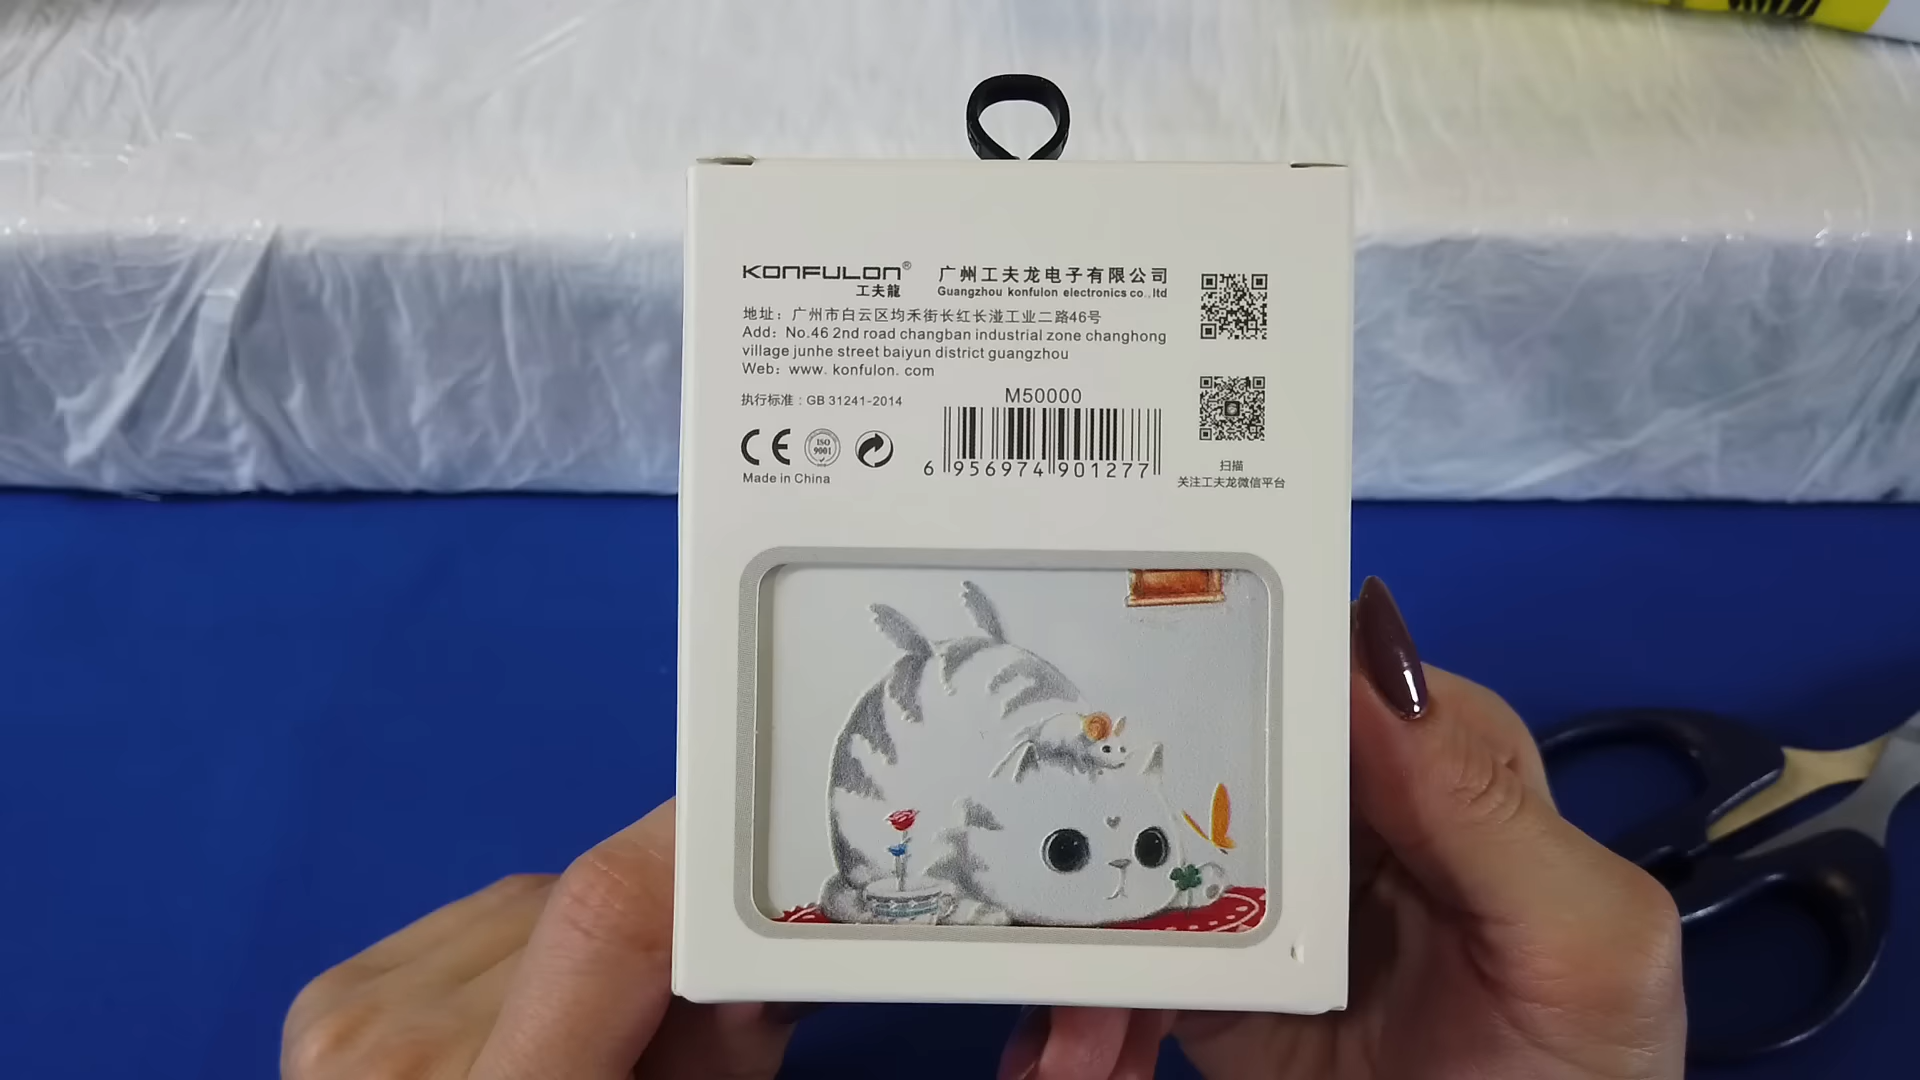 KONFULON®
工夫龍
广州工夫龙电子有限公司
Guangzhou konfulon electronics co.,ltd
地址：广州市白云区均禾街长红长湴工业二路46号
Add: No.46 2nd road changban industrial zone changhong
village junhe street baiyun district guangzhou
Web: www. konfulon. com
执行标准：GB 31241-2014
M50000
CE
ISO
9001
6 956974 901277
Made in China
扫描
关注工夫龙微信平台